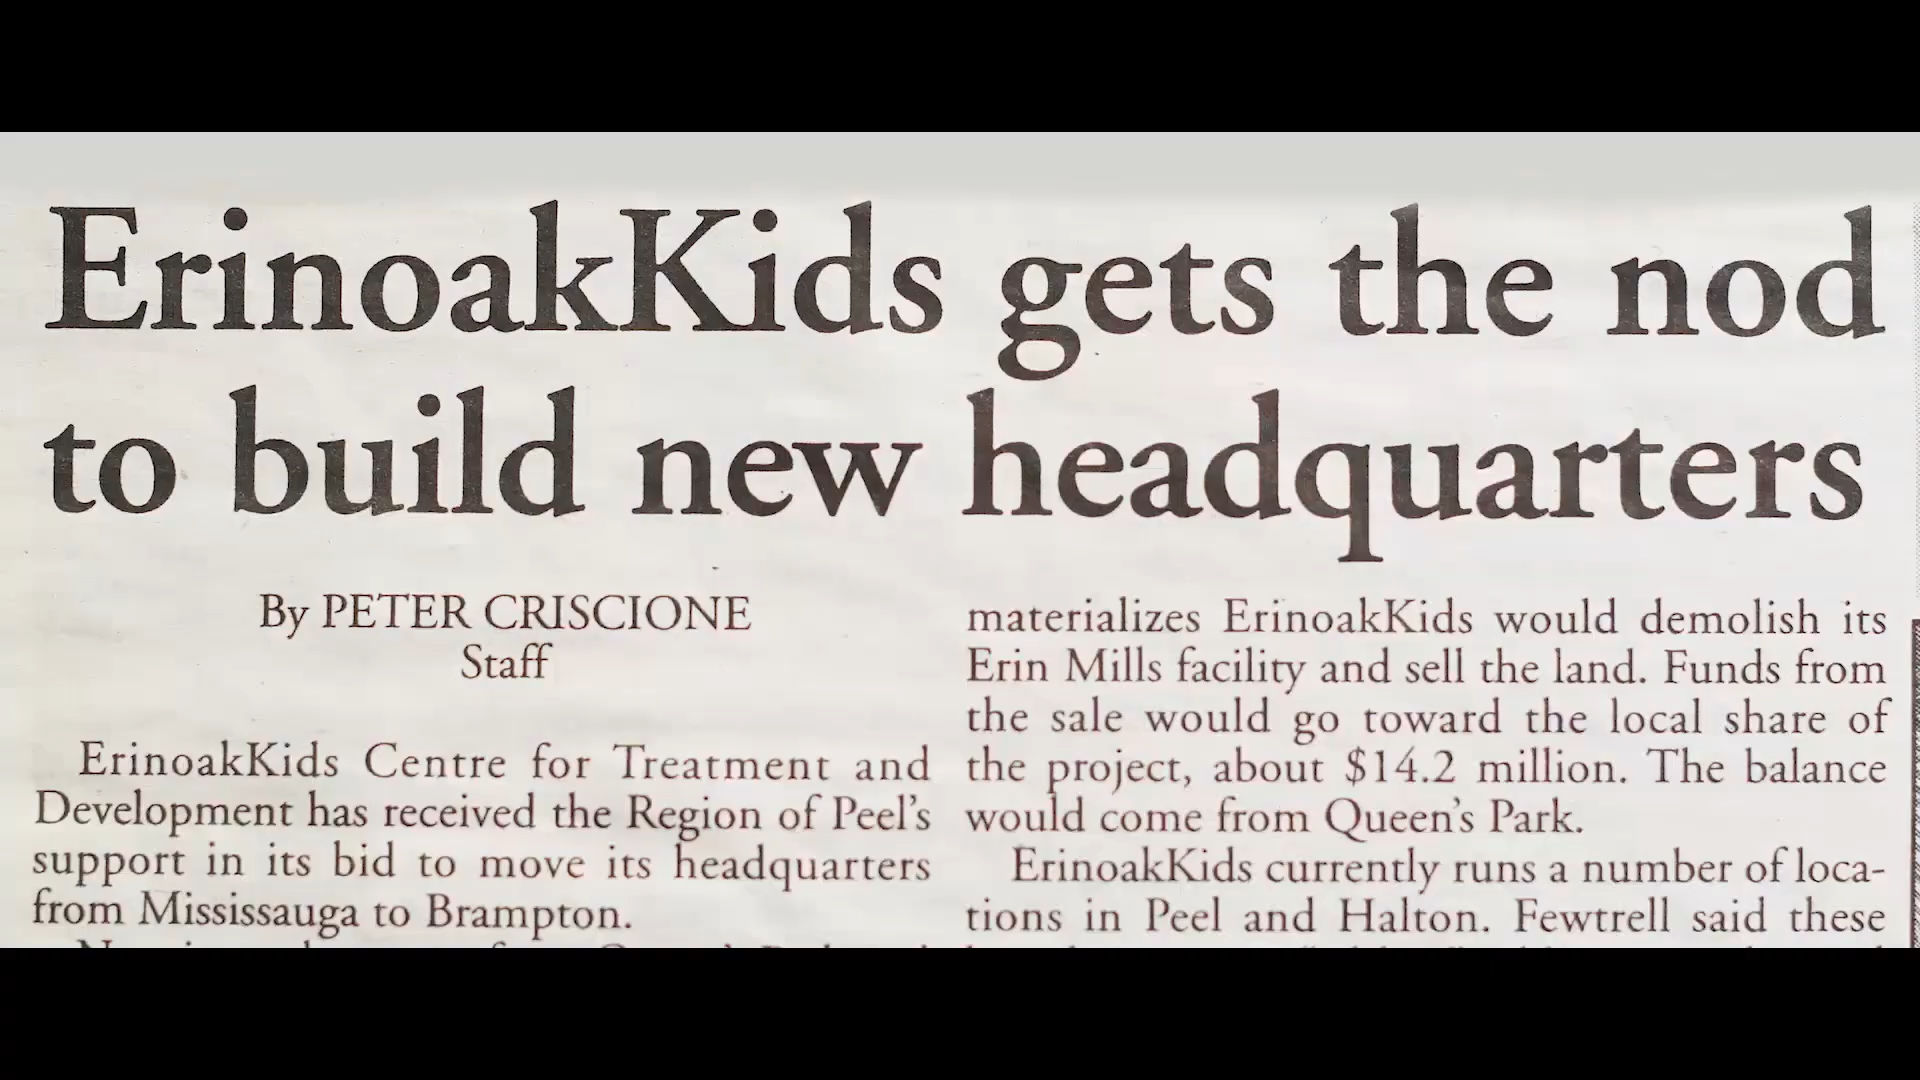 ErinoakKids gets the nod
to build new headquarters
By PETER CRISCIONE
Staff
ErinoakKids Centre for Treatment and
Development has received the Region of Peel's
support in its bid to move its headquarters
from Mississauga to Brampton.
materializes ErinoakKids would demolish its
Erin Mills facility and sell the land. Funds from
the sale would go toward the local share of
the project, about $14.2 million. The balance
would come from Queen's Park.
ErinoakKids currently runs a number of loca-
tions in Peel and Halton. Fewtrell said these